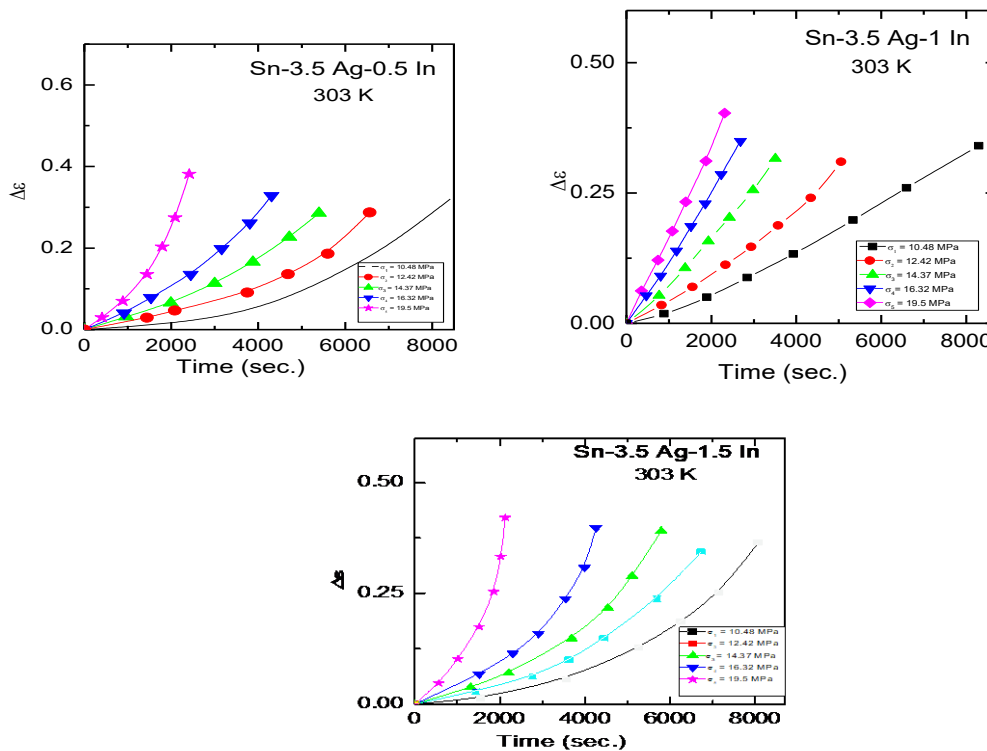 Sn-3.5 Ag-0.5 In
303 K
Δε
0.6
0.4
0.2
0.0
0 2000 4000 6000 8000
Time (sec.)
σ₁ = 10.48 MPa
σ₂ = 12.42 MPa
σ₃ = 14.37 MPa
σ₄ = 16.32 MPa
= 19.5 MPa
Sn-3.5 Ag-1 In
303 K
Δε
0.50
0.25
0.00
0 2000 4000 6000 8000
Time (sec.)
σ₁ = 10.48 MPa
σ₂ = 12.42 MPa
σ₃ = 14.37 MPa
σ₄ = 16.32 MPa
σ₅ = 19.5 MPa
Sn-3.5 Ag-1.5 In
303 K
Δε
0.50
0.25
0.00
0 2000 4000 6000 8000
Time (sec.)
= 10.48 MPa
= 12.42 MPa
= 14.37 MPa
= 16.32 MPa
= 19.5 MPa